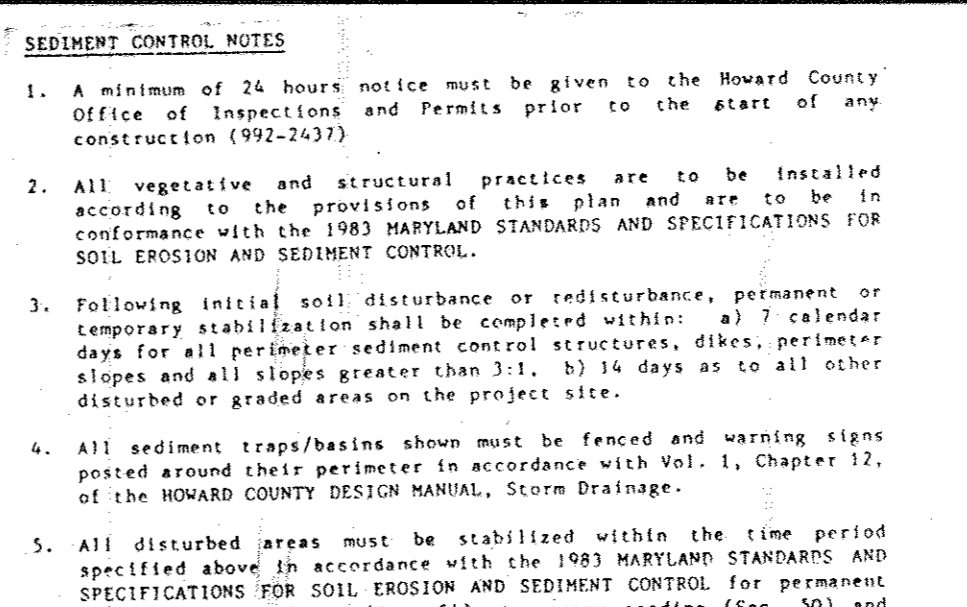 SEDIMENT CONTROL NOTES
1. A minimum of 24 hours notice must be given to the Howard County
Office of Inspections and Permits prior to the start of any
construction (992-2437)
2. All vegetative and structural practices are to be installed
according to the provisions of this plan and are to be in
conformance with the 1983 MARYLAND STANDARDS AND SPECIFICATIONS FOR
SOIL EROSION AND SEDIMENT CONTROL.
3. Following initial soil disturbance or redisturbance, permanent or
temporary stabilization shall be completed within: a) 7 calendar
days for all perimeter sediment control structures, dikes, perimeter
slopes and all slopes greater than 3:1, b) 14 days as to all other
disturbed or graded areas on the project site.
4. All sediment traps/basins shown must be fenced and warning signs
posted around their perimeter in accordance with Vol. 1, Chapter 12,
of the HOWARD COUNTY DESIGN MANUAL, Storm Drainage.
5. All disturbed areas must be stabilized within the time period
specified above in accordance with the 1983 MARYLAND STANDARDS AND
SPECIFICATIONS FOR SOIL EROSION AND SEDIMENT CONTROL for permanent
seeding (Sec. 50) and